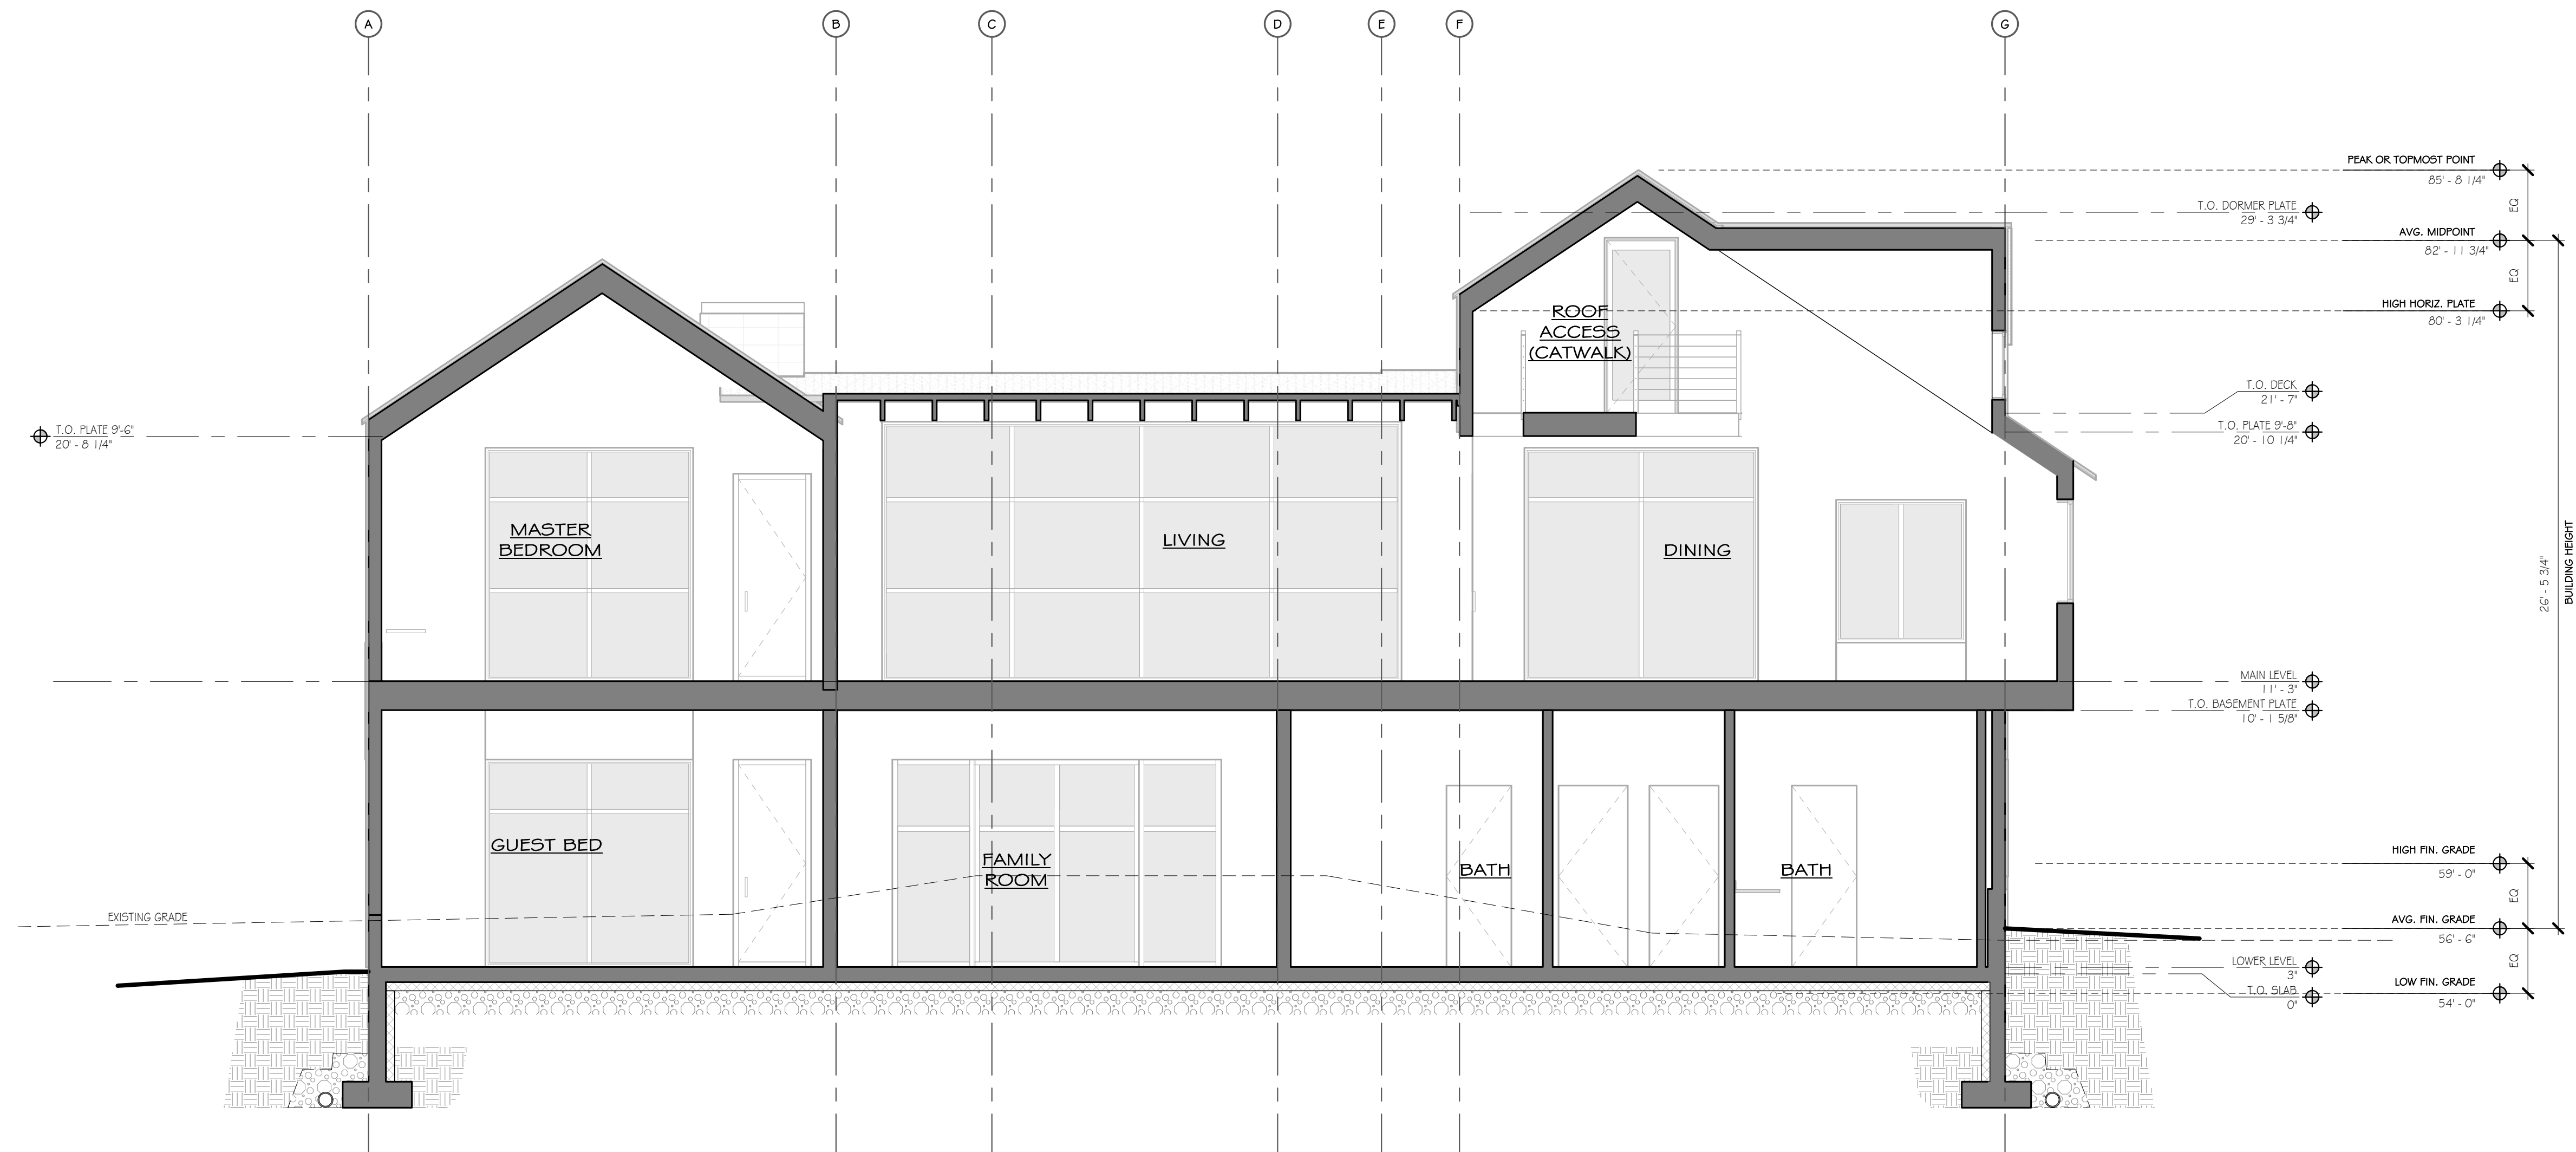 A
B
C
D
E
F
G
PEAK OR TOPMOST POINT
85' - 8 1/4"
T.O. DORMER PLATE
29' - 3 3/4"
EQ
AVG. MIDPOINT
82' - 11 3/4"
EQ
HIGH HORIZ. PLATE
80' - 3 1/4"
ROOF
ACCESS
(CATWALK)
T.O. DECK
21' - 7"
T.O. PLATE 9'-8"
20' - 10 1/4"
T.O. PLATE 9'-6"
20' - 8 1/4"
MASTER
BEDROOM
LIVING
DINING
26' - 5 3/4"
BUILDING HEIGHT
MAIN LEVEL
11' - 3"
T.O. BASEMENT PLATE
10' - 1 5/8"
GUEST BED
FAMILY
ROOM
BATH
BATH
HIGH FIN. GRADE
59' - 0"
EQ
EXISTING GRADE
AVG. FIN. GRADE
56' - 6"
EQ
LOWER LEVEL
3"
LOW FIN. GRADE
54' - 0"
T.O. SLAB
0"